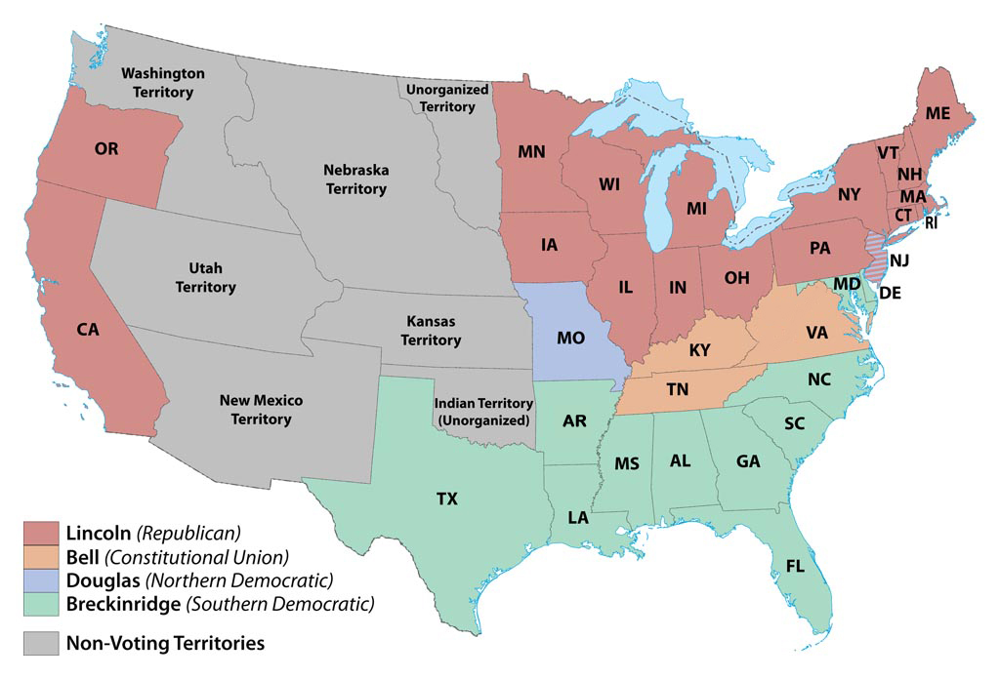 Washington
Territory
Unorganized
Territory
ME
OR
MN
VT
NH
Nebraska
Territory
WI
NY
MA
MI
CT
RI
IA
PA
NJ
Utah
Territory
OH
IL
IN
MD
DE
CA
Kansas
Territory
MO
VA
KY
NC
TN
New Mexico
Territory
Indian Territory
(Unorganized)
AR
SC
MS
AL
GA
TX
LA
FL
Lincoln (Republican)
Bell (Constitutional Union)
Douglas (Northern Democratic)
Breckinridge (Southern Democratic)
Non-Voting Territories